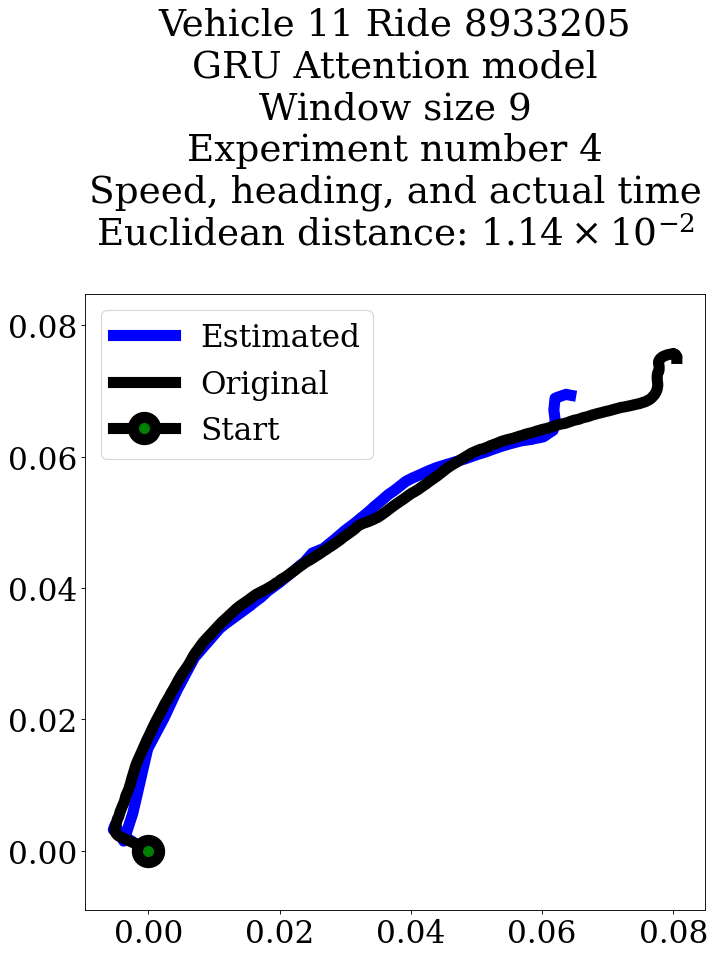 Vehicle 11 Ride 8933205
GRU Attention model
Window size 9
Experiment number 4
Speed, heading, and actual time
Euclidean distance: 1.14 × 10⁻²
Estimated
Original
Start
0.08
0.06
0.04
0.02
0.00
0.00 0.02 0.04 0.06 0.08